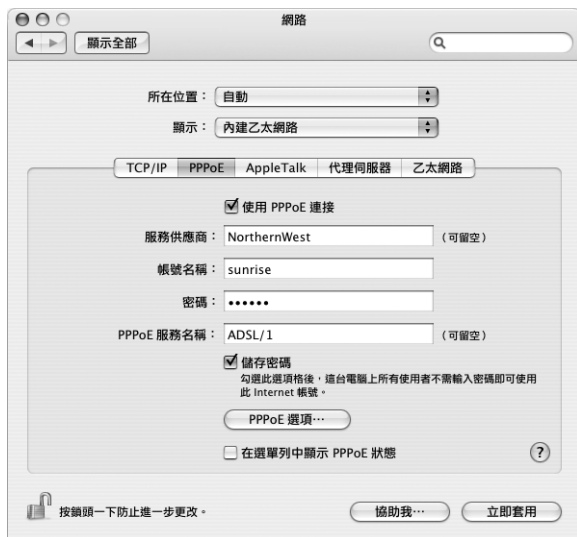 網路
顯示全部
所在位置： 自動
顯示： 內建乙太網路
TCP/IP PPPoE AppleTalk 代理伺服器 乙太網路
使用 PPPoE 連接
服務供應商： NorthernWest （可留空）
帳號名稱： sunrise
密碼： ••••••
PPPoE 服務名稱： ADSL/1 （可留空）
儲存密碼
勾選此選項格後，這台電腦上所有使用者不需輸入密碼即可使用
此 Internet 帳號。
PPPoE 選項⋯
在選單列中顯示 PPPoE 狀態 ?
按鎖頭一下防止進一步更改。 協助我⋯ 立即套用